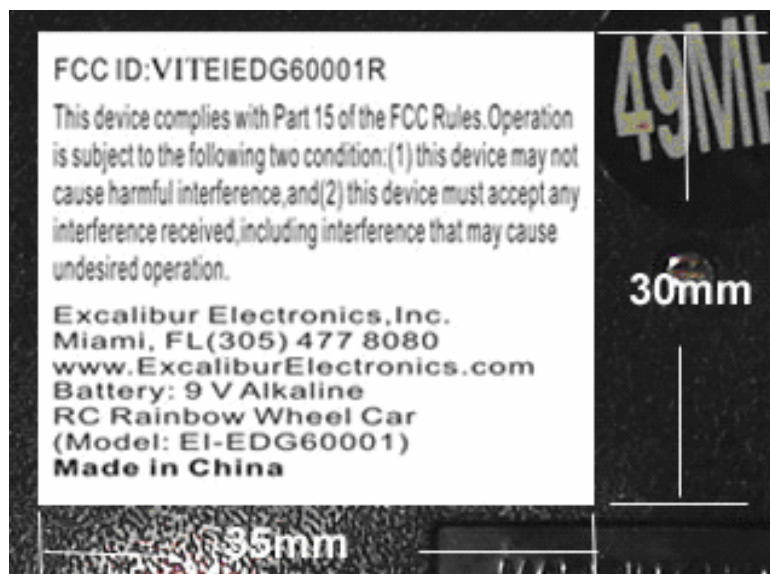 FCC ID:VITEIEDG60001R
This device complies with Part 15 of the FCC Rules.Operation
is subject to the following two condition:(1) this device may not
cause harmful interference,and(2) this device must accept any
interference received,including interference that may cause
undesired operation.
Excalibur Electronics,Inc.
Miami, FL(305) 477 8080
www.ExcaliburElectronics.com
Battery: 9 V Alkaline
RC Rainbow Wheel Car
(Model: EI-EDG60001)
Made in China
49MH
30mm
35mm